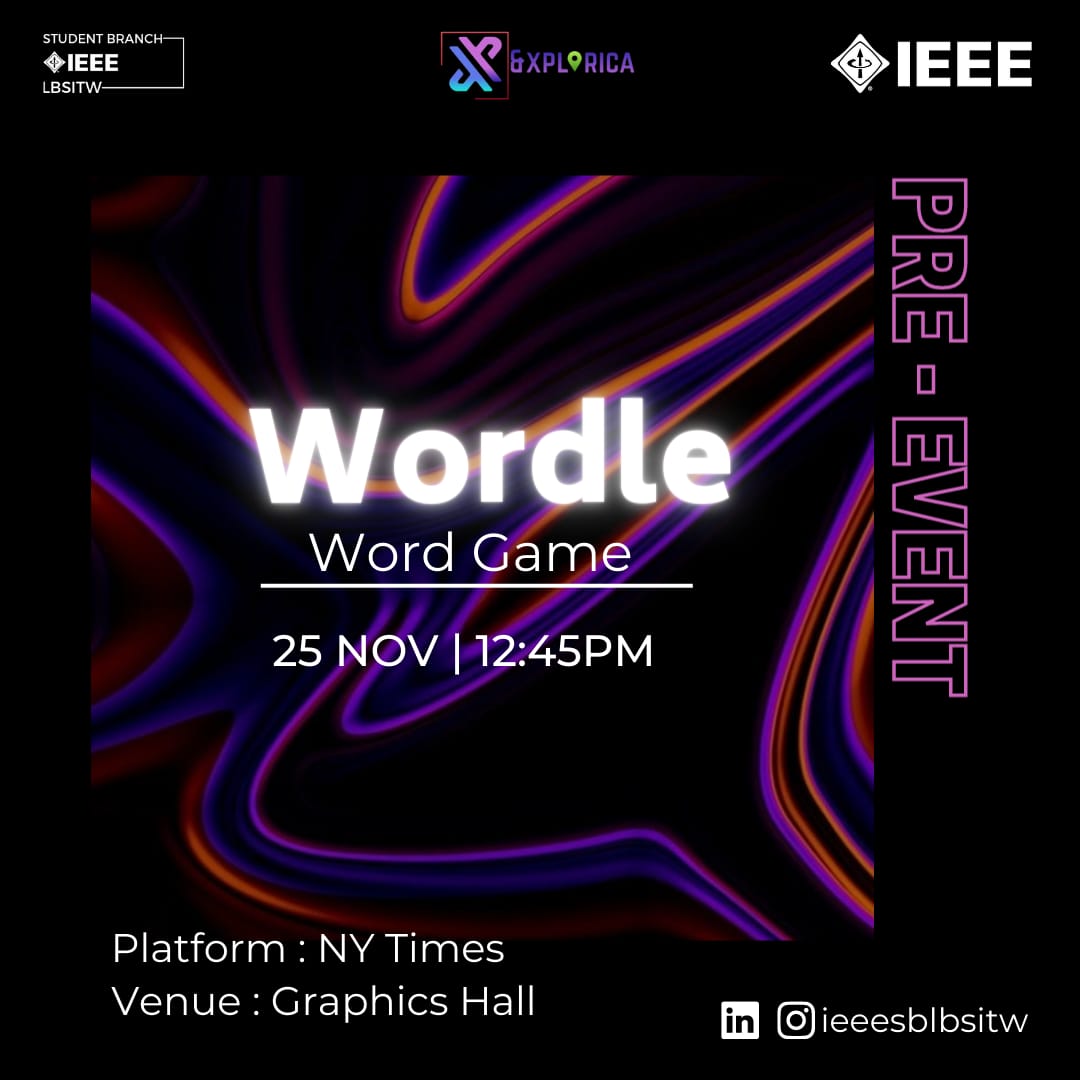 STUDENT BRANCH
IEEE
LBSITW
&XPLORICA
IEEE
PRE - EVENT
Wordle
Word Game
25 NOV | 12:45PM
Platform : NY Times
Venue : Graphics Hall
in
ieeesblbsitw